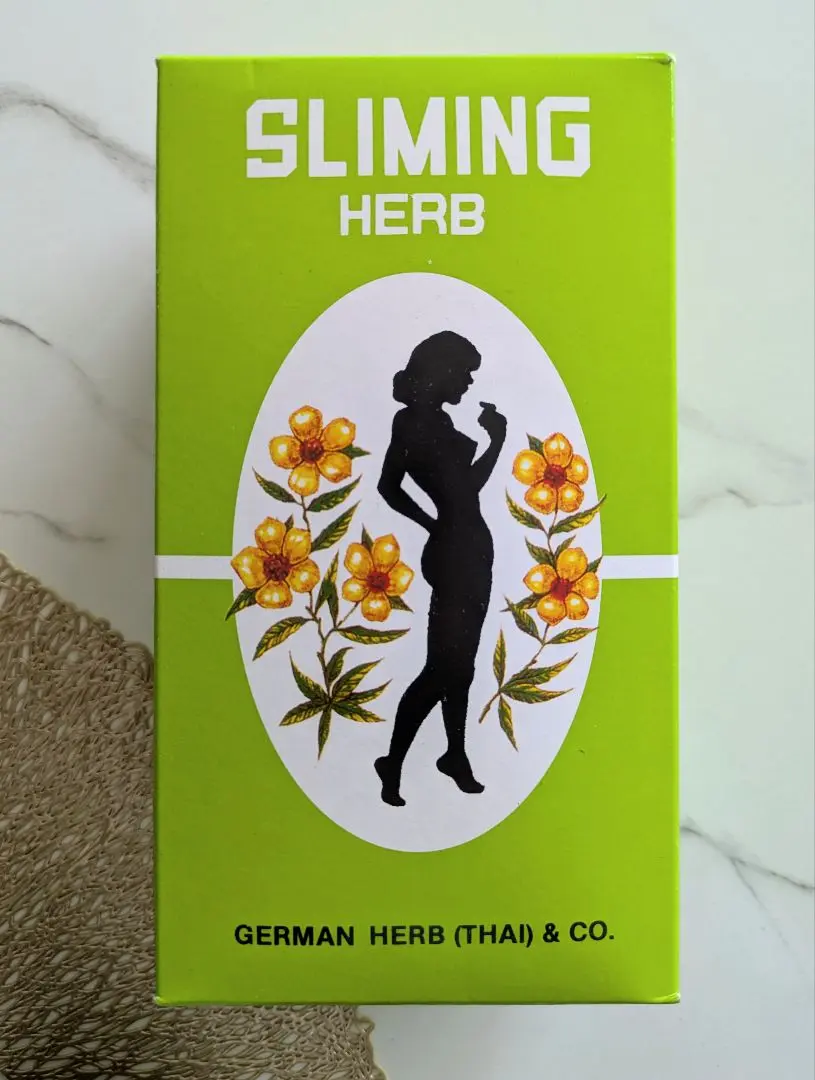 SLIMING
HERB
GERMAN HERB (THAI) & CO.